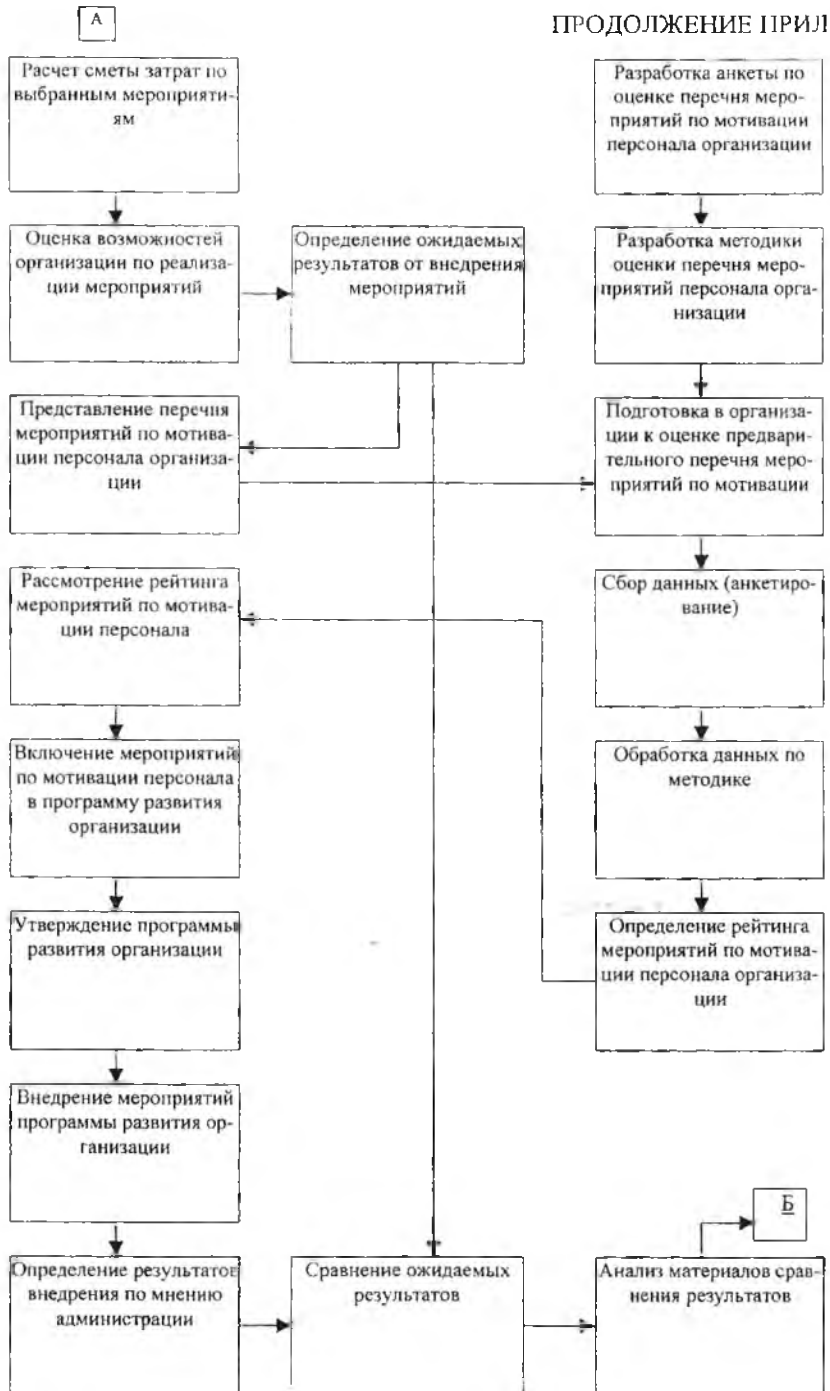 А
ПРОДОЛЖЕНИЕ ПРИЛ
Расчет сметы затрат по
выбранным мероприяти-
ям
Разработка анкеты по
оценке перечня меро-
приятий по мотивации
персонала организации
Оценка возможностей
организации по реализа-
ции мероприятий
Определение ожидаемых
результатов от внедрения
мероприятий
Разработка методики
оценки перечня меро-
приятий персонала орга-
низации
Представление перечня
мероприятий по мотива-
ции персонала организа-
ции
Подготовка в организа-
ции к оценке предвари-
тельного перечня меро-
приятий по мотивации
Рассмотрение рейтинга
мероприятий по мотива-
ции персонала
Сбор данных (анкетиро-
вание)
Включение мероприятий
по мотивации персонала
в программу развития
организации
Обработка данных по
методике
Утверждение программы
развития организации
Определение рейтинга
мероприятий по мотива-
ции персонала организа-
ции
Внедрение мероприятий
программы развития ор-
ганизации
Б
Определение результатов
внедрения по мнению
администрации
Сравнение ожидаемых
результатов
Анализ материалов срав-
нения результатов